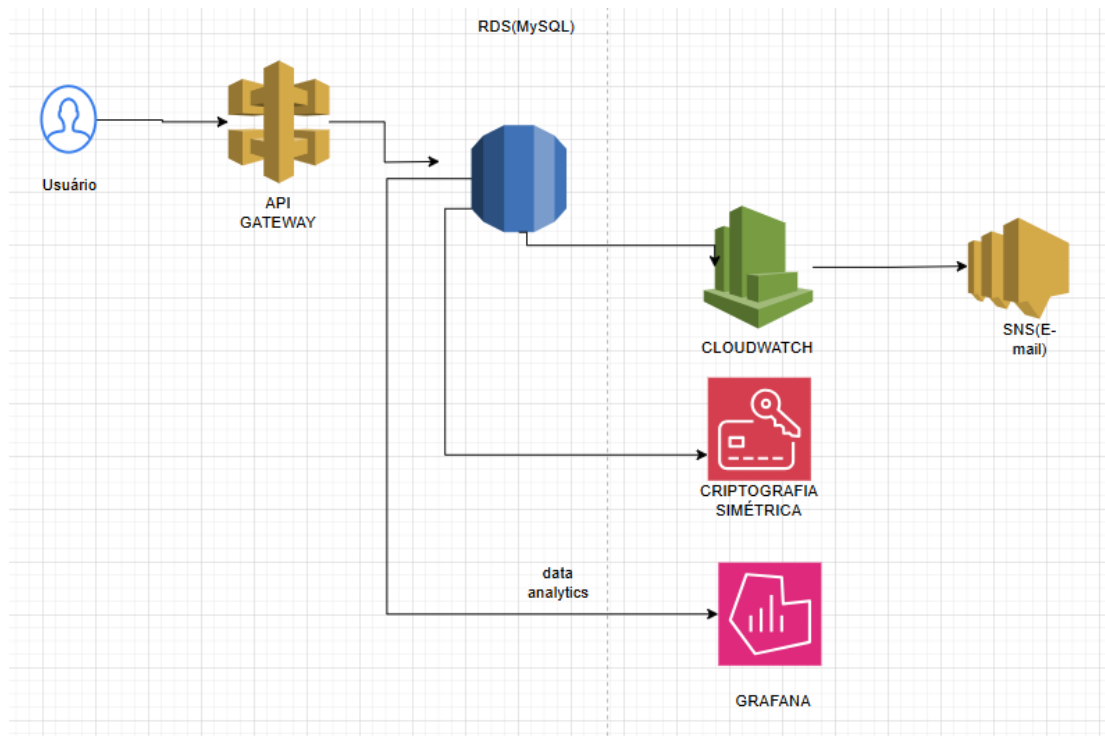 RDS(MySQL)
Usuário
API
GATEWAY
CLOUDWATCH
SNS(E-
mail)
CRIPTOGRAFIA
SIMÉTRICA
data
analytics
GRAFANA